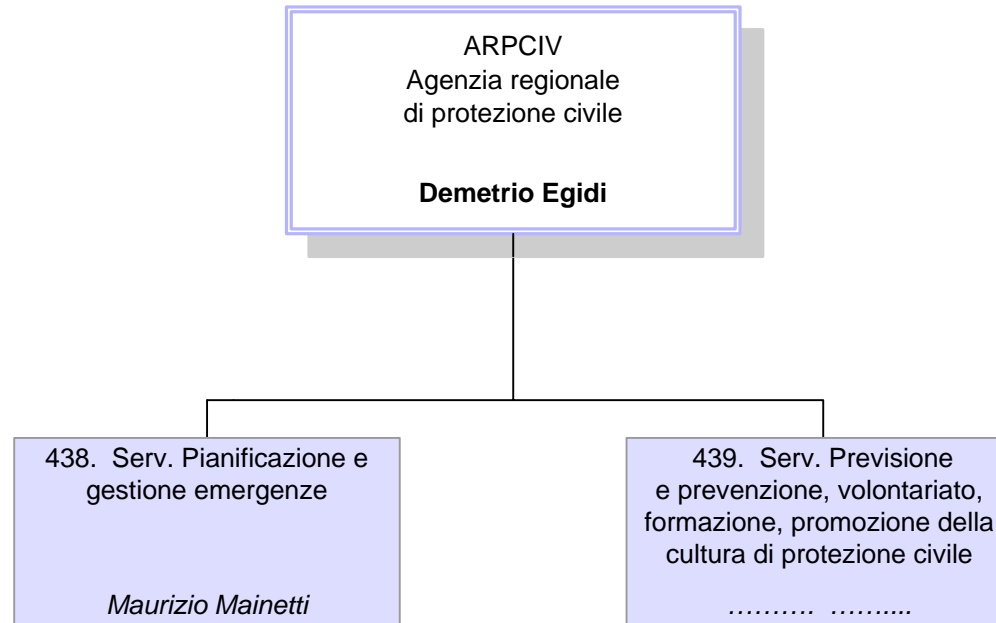 ARPCIV
Agenzia regionale
di protezione civile
Demetrio Egidi
438. Serv. Pianificazione e
gestione emergenze
Maurizio Mainetti
439. Serv. Previsione
e prevenzione, volontariato,
formazione, promozione della
cultura di protezione civile
………. ……....